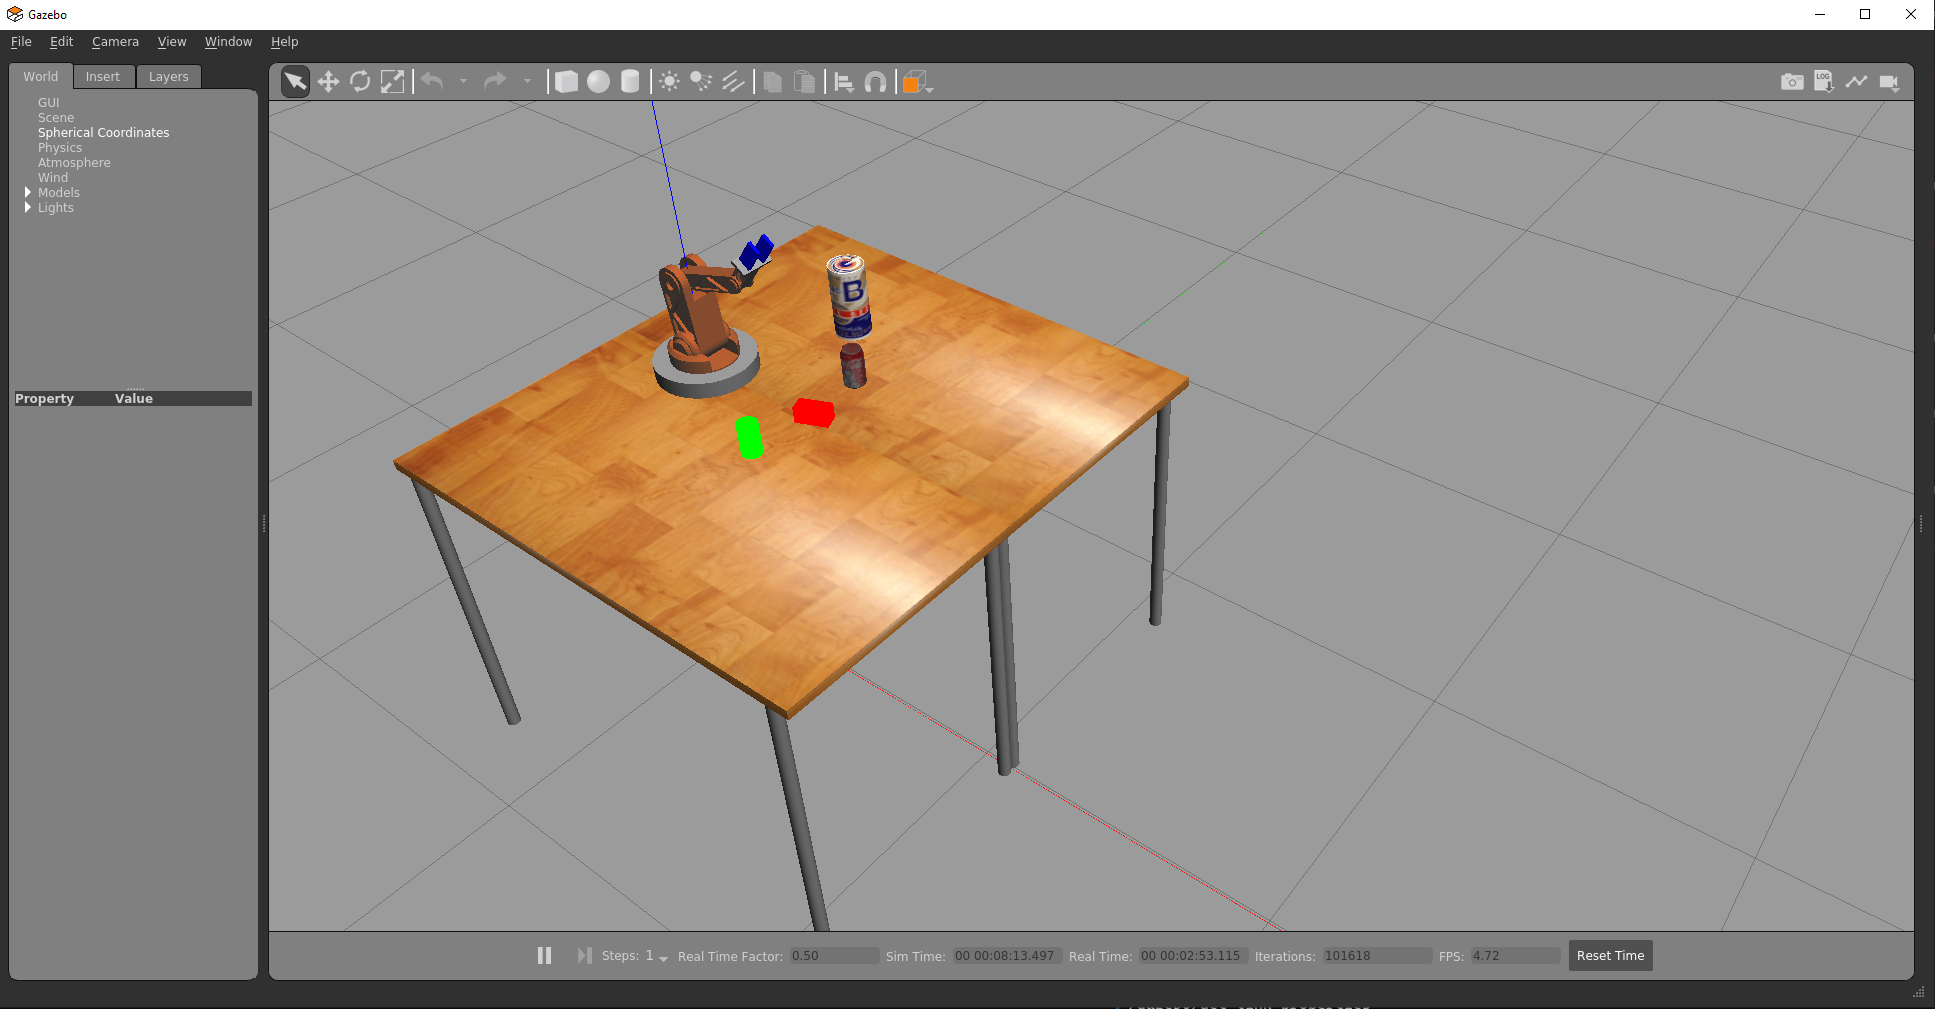 Gazebo
File Edit Camera View Window Help
World Insert Layers
LOG
GUI
Scene
Spherical Coordinates
Physics
Atmosphere
Wind
Models
Lights
Property Value
B
Steps: 1 Real Time Factor: 0.50 Sim Time: 00 00:08:13.497 Real Time: 00 00:02:53.115 Iterations: 101618 FPS: 4.72 Reset Time